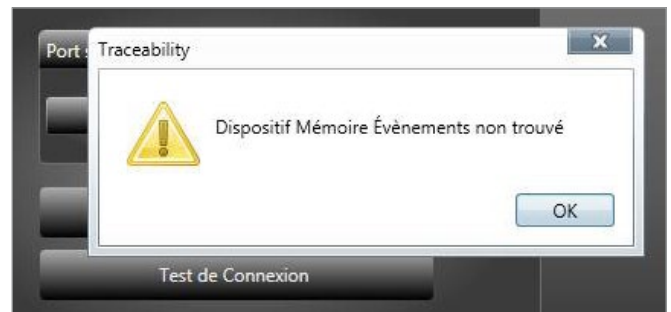 Port s
Traceability
Dispositif Mémoire Évènements non trouvé
OK
Test de Connexion